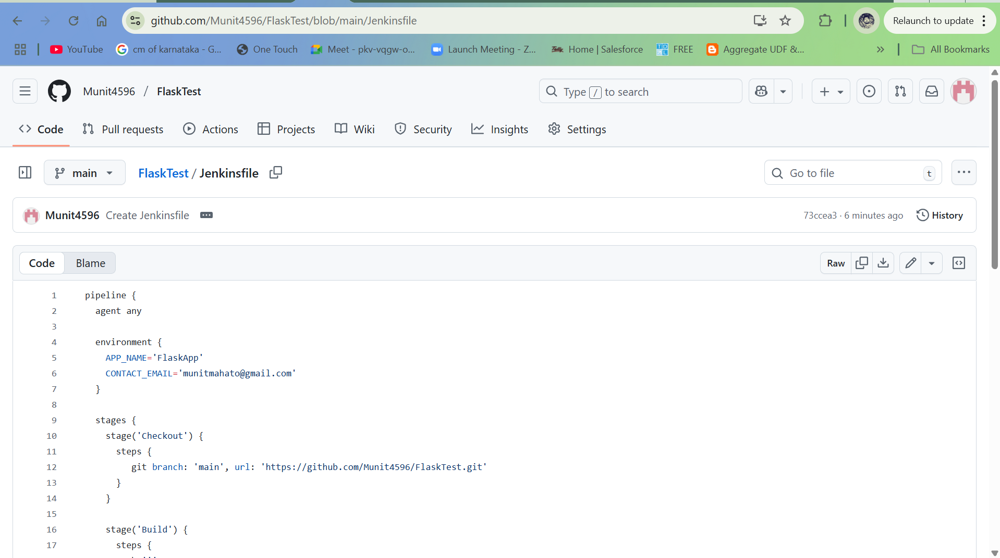 github.com/Munit4596/FlaskTest/blob/main/Jenkinsfile
Relaunch to update
YouTube
cm of karnataka - G...
One Touch
Meet - pkv-vqgw-o...
Launch Meeting - Z...
Home | Salesforce
FREE
Aggregate UDF &...
All Bookmarks
Munit4596 / FlaskTest
Type / to search
Code
Pull requests
Actions
Projects
Wiki
Security
Insights
Settings
main
FlaskTest / Jenkinsfile
Go to file
t
Munit4596 Create Jenkinsfile
73ccea3 · 6 minutes ago
History
Code
Blame
Raw
1 pipeline {
2 agent any
3
4 environment {
5 APP_NAME='FlaskApp'
6 CONTACT_EMAIL='munitmahato@gmail.com'
7 }
8
9 stages {
10 stage('Checkout') {
11 steps {
12 git branch: 'main', url: 'https://github.com/Munit4596/FlaskTest.git'
13 }
14 }
15
16 stage('Build') {
17 steps {